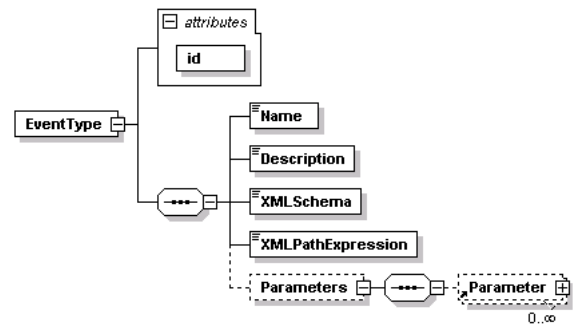 attributes
id
EventType
Name
Description
XMLSchema
XMLPathExpression
Parameters
Parameter
0..∞